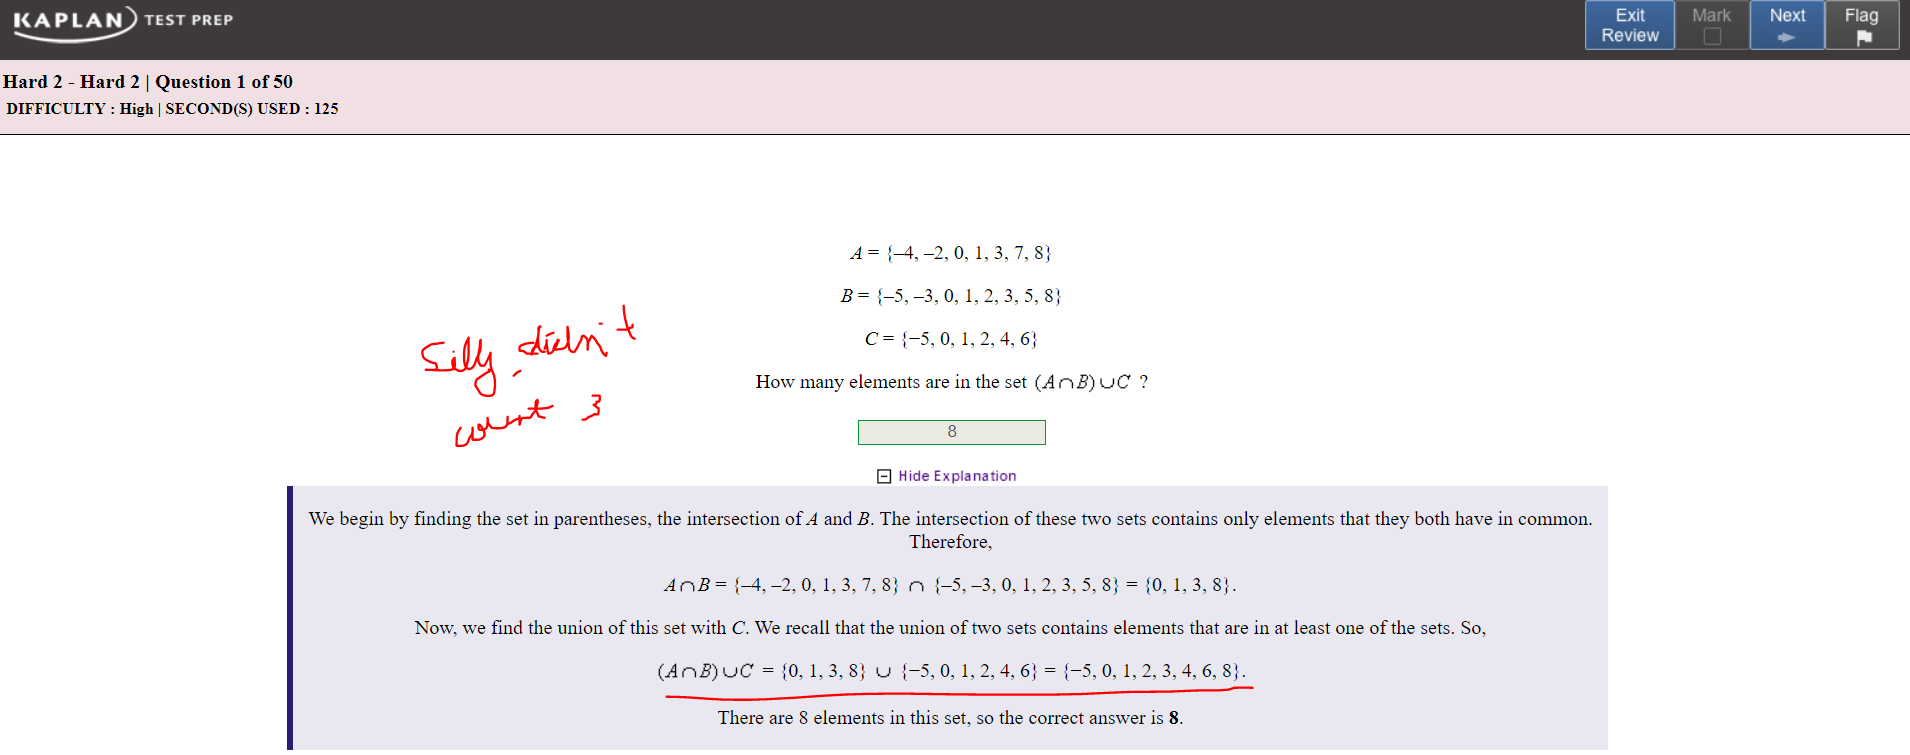 KAPLAN TEST PREP
Exit Review
Mark
Next
Flag
Hard 2 - Hard 2 | Question 1 of 50
DIFFICULTY : High | SECOND(S) USED : 125
A = {–4, –2, 0, 1, 3, 7, 8}
B = {–5, –3, 0, 1, 2, 3, 5, 8}
C = {−5, 0, 1, 2, 4, 6}
How many elements are in the set (A∩B)∪C ?
Silly didn't
count 3
8
Hide Explanation
We begin by finding the set in parentheses, the intersection of A and B. The intersection of these two sets contains only elements that they both have in common.
Therefore,
A∩B = {–4, –2, 0, 1, 3, 7, 8} ∩ {–5, –3, 0, 1, 2, 3, 5, 8} = {0, 1, 3, 8}.
Now, we find the union of this set with C. We recall that the union of two sets contains elements that are in at least one of the sets. So,
(A∩B)∪C = {0, 1, 3, 8} ∪ {−5, 0, 1, 2, 4, 6} = {−5, 0, 1, 2, 3, 4, 6, 8}.
There are 8 elements in this set, so the correct answer is 8.